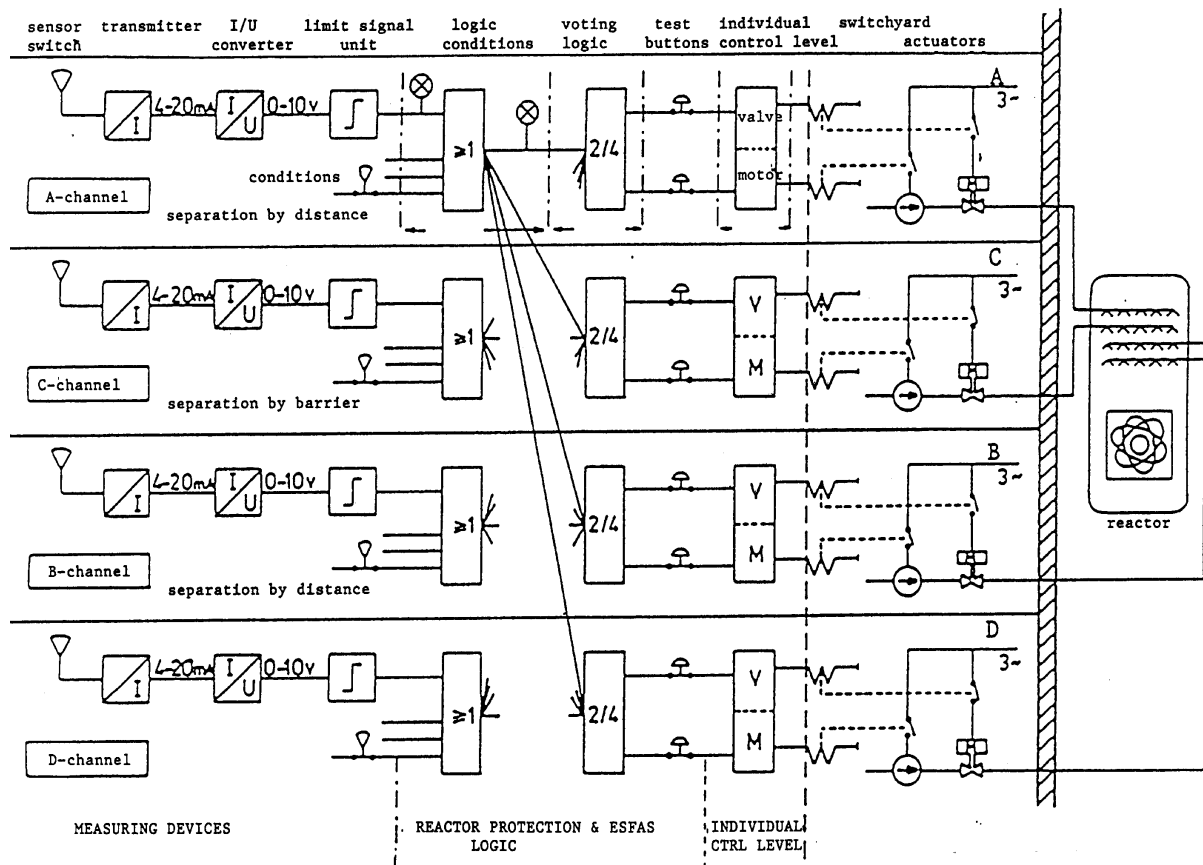 sensor transmitter I/U limit signal logic voting test individual switchyard
switch converter unit conditions logic buttons control level actuators
A
3~
4-20mA 0-10v
I I U
≥1 2/4
valve
motor
conditions
A-channel
separation by distance
C
3~
4-20mA 0-10v
I I U
≥1 2/4
V
M
C-channel
separation by barrier
B
3~
4-20mA 0-10v
I I U
≥1 2/4
V
M
reactor
B-channel
separation by distance
D
3~
4-20mA 0-10v
I I U
≥1 2/4
V
M
D-channel
MEASURING DEVICES REACTOR PROTECTION & ESFAS INDIVIDUAL
LOGIC CTRL LEVEL